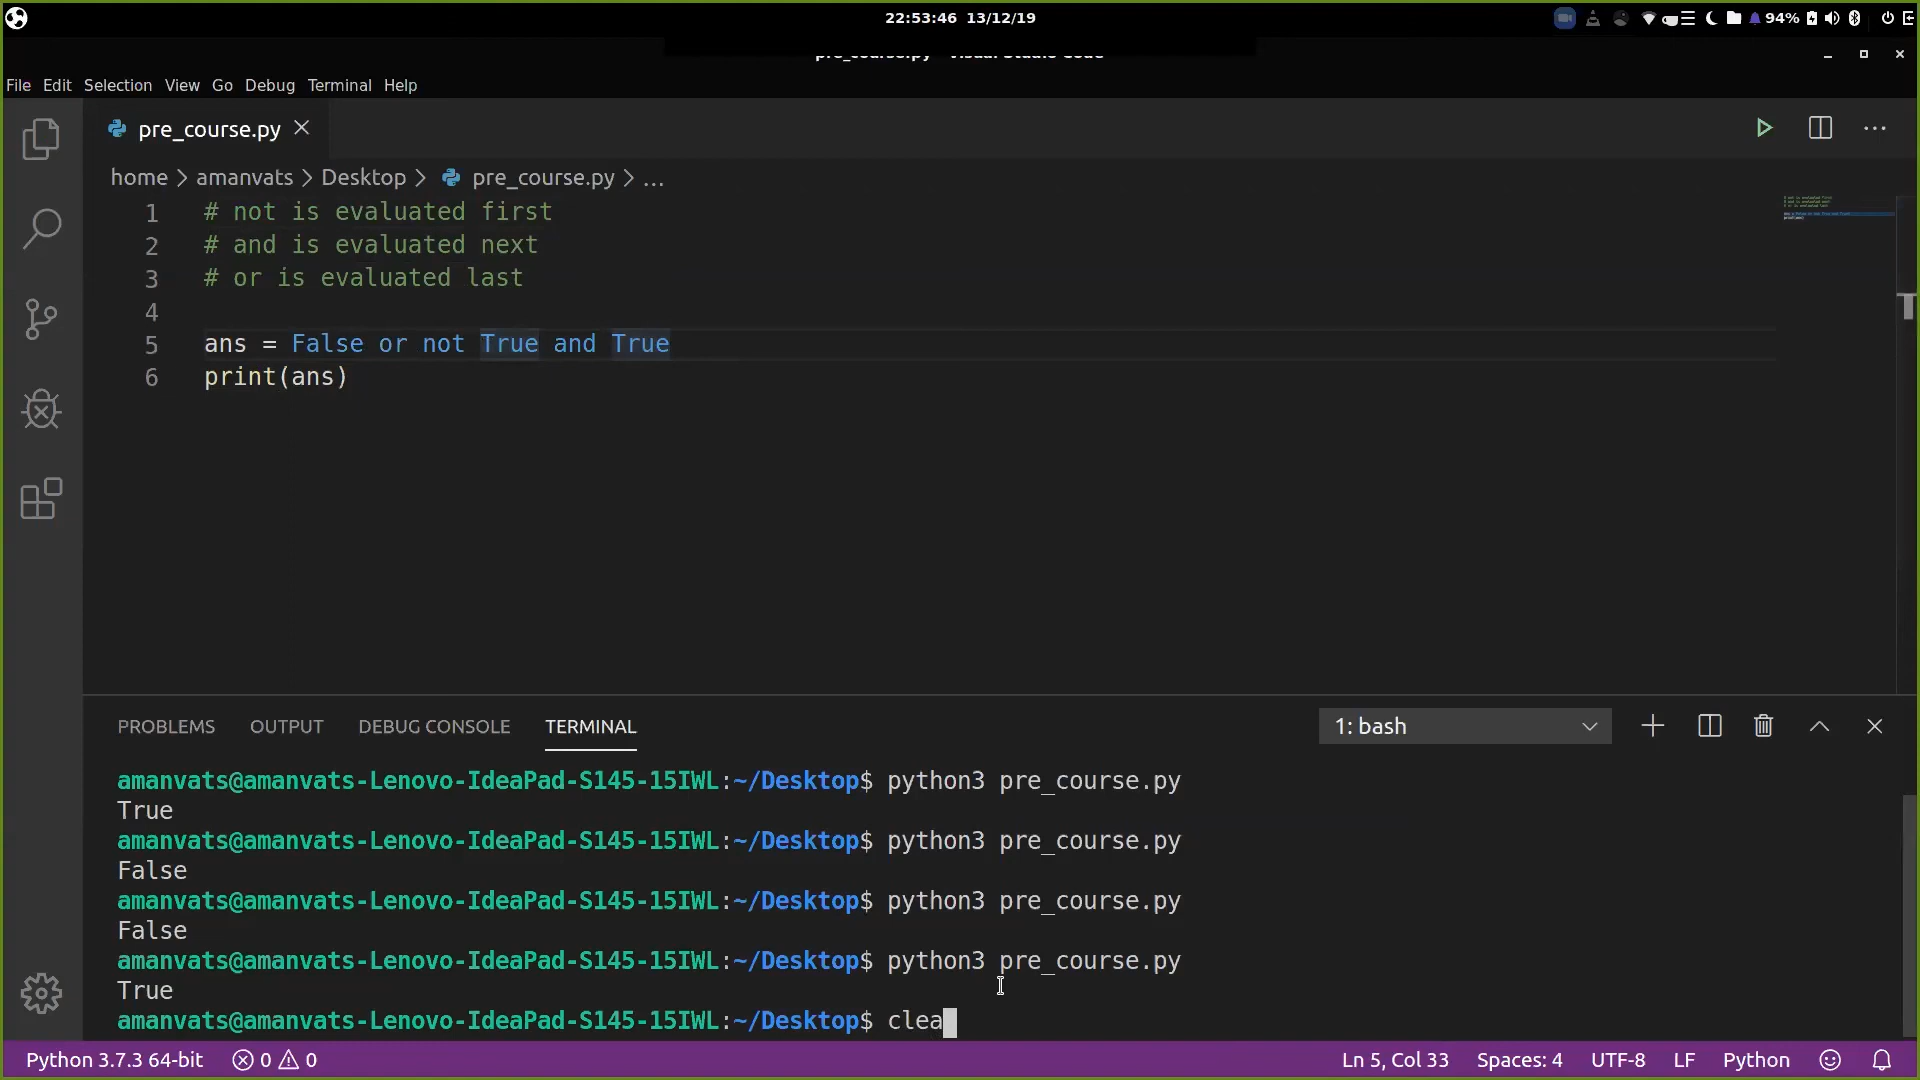 22:53:46 13/12/19
94%
pre_course.py - Visual Studio Code
File Edit Selection View Go Debug Terminal Help
pre_course.py
home > amanvats > Desktop > pre_course.py > ...
1 # not is evaluated first
2 # and is evaluated next
3 # or is evaluated last
4
5 ans = False or not True and True
6 print(ans)
PROBLEMS OUTPUT DEBUG CONSOLE TERMINAL
1: bash
amanvats@amanvats-Lenovo-IdeaPad-S145-15IWL:~/Desktop$ python3 pre_course.py
True
amanvats@amanvats-Lenovo-IdeaPad-S145-15IWL:~/Desktop$ python3 pre_course.py
False
amanvats@amanvats-Lenovo-IdeaPad-S145-15IWL:~/Desktop$ python3 pre_course.py
False
amanvats@amanvats-Lenovo-IdeaPad-S145-15IWL:~/Desktop$ python3 pre_course.py
True
amanvats@amanvats-Lenovo-IdeaPad-S145-15IWL:~/Desktop$ clea
Python 3.7.3 64-bit 0 0 Ln 5, Col 33 Spaces: 4 UTF-8 LF Python